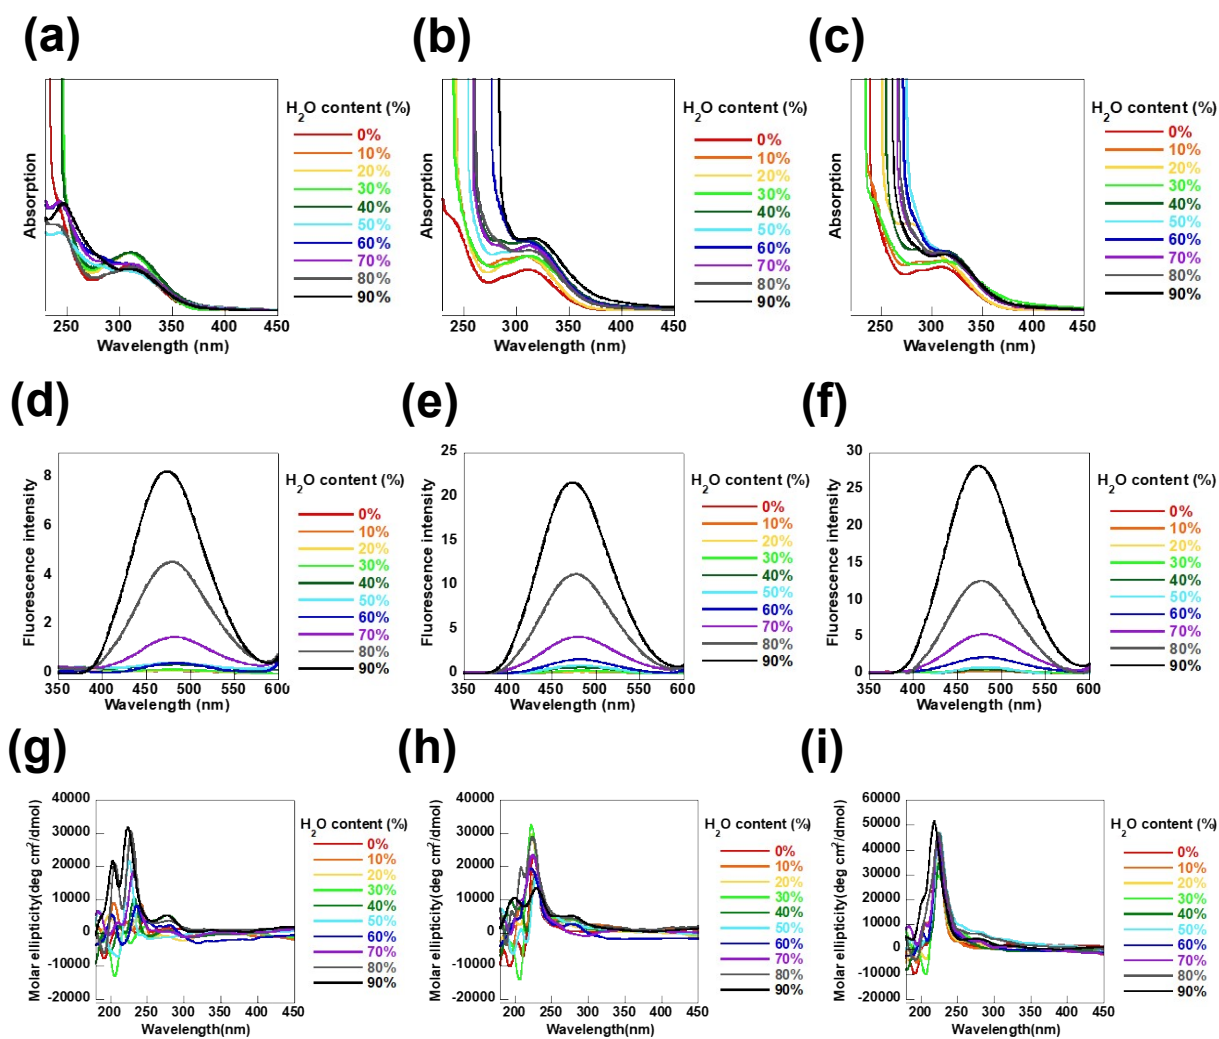 (a)
H2O content (%)
0%
10%
20%
30%
40%
50%
60%
70%
80%
90%
Absorption
250 300 350 400 450
Wavelength (nm)
(b)
H2O content (%)
0%
10%
20%
30%
40%
50%
60%
70%
80%
90%
Absorption
250 300 350 400 450
Wavelength (nm)
(c)
H2O content (%)
0%
10%
20%
30%
40%
50%
60%
70%
80%
90%
Absorption
250 300 350 400 450
Wavelength (nm)
(d)
8
6
4
2
0
Fluorescence intensity
350 400 450 500 550 600
Wavelength (nm)
H2O content (%)
0%
10%
20%
30%
40%
50%
60%
70%
80%
90%
(e)
25
20
15
10
5
0
Fluorescence intensity
350 400 450 500 550 600
Wavelength (nm)
H2O content (%)
0%
10%
20%
30%
40%
50%
60%
70%
80%
90%
(f)
30
25
20
15
10
5
0
Fluorescence intensity
350 400 450 500 550 600
Wavelength (nm)
H2O content (%)
0%
10%
20%
30%
40%
50%
60%
70%
80%
90%
(g)
40000
30000
20000
10000
0
-10000
-20000
Molar ellipticity(deg cm2/dmol)
200 250 300 350 400 450
Wavelength(nm)
H2O content (%)
0%
10%
20%
30%
40%
50%
60%
70%
80%
90%
(h)
40000
30000
20000
10000
0
-10000
-20000
Molar ellipticity(deg cm2/dmol)
200 250 300 350 400 450
Wavelength(nm)
H2O content (%)
0%
10%
20%
30%
40%
50%
60%
70%
80%
90%
(i)
60000
50000
40000
30000
20000
10000
0
-10000
-20000
Molar ellipticity(deg cm2/dmol)
200 250 300 350 400 450
Wavelength(nm)
H2O content (%)
0%
10%
20%
30%
40%
50%
60%
70%
80%
90%